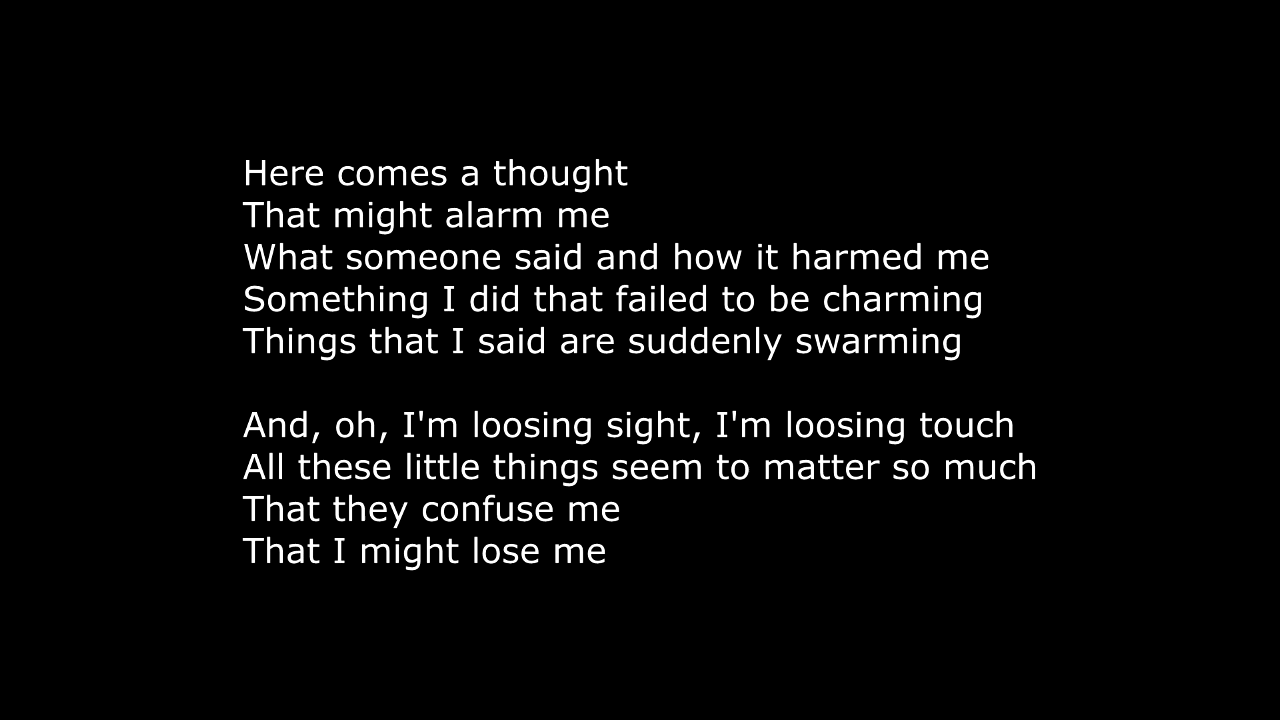 Here comes a thought
That might alarm me
What someone said and how it harmed me
Something I did that failed to be charming
Things that I said are suddenly swarming

And, oh, I'm loosing sight, I'm loosing touch
All these little things seem to matter so much
That they confuse me
That I might lose me